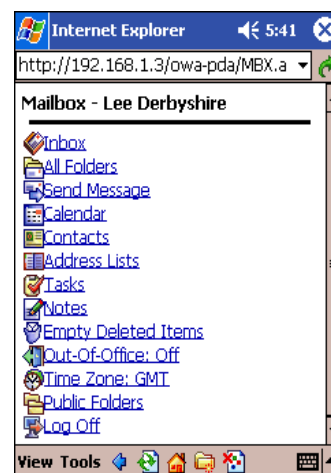 Internet Explorer 5:41
http://192.168.1.3/owa-pda/MBX.a
Mailbox - Lee Derbyshire
Inbox
All Folders
Send Message
Calendar
Contacts
Address Lists
Tasks
Notes
Empty Deleted Items
Out-Of-Office: Off
Time Zone: GMT
Public Folders
Log Off
View Tools